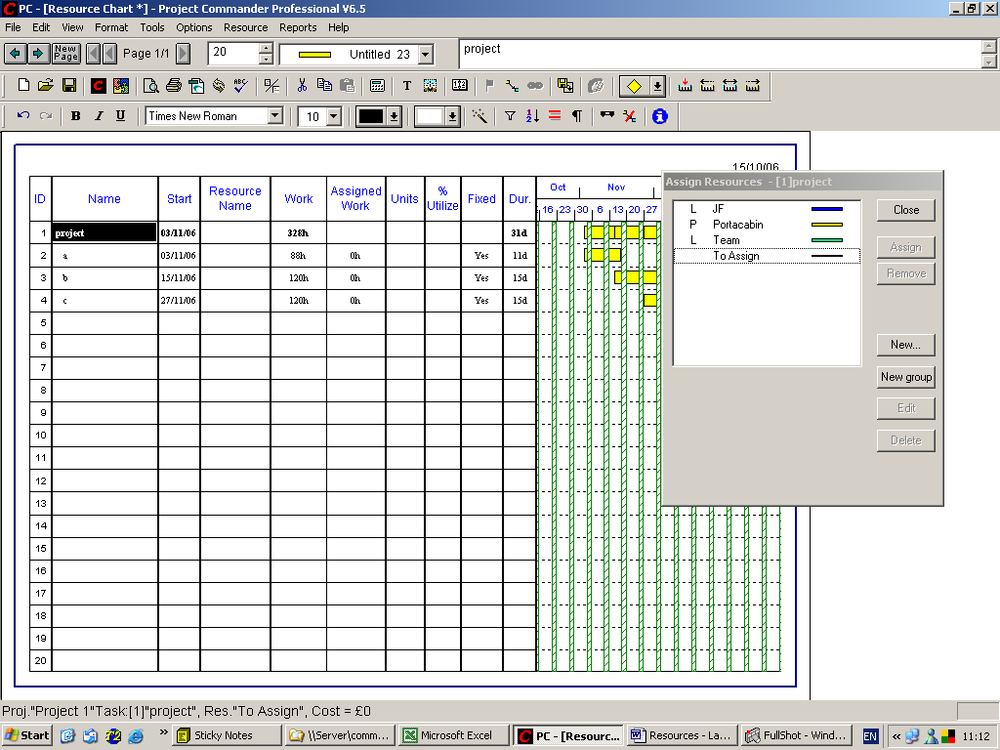 PC - [Resource Chart *] - Project Commander Professional V6.5
File Edit View Format Tools Options Resource Reports Help
New Page Page 1/1 20 Untitled 23 project
Times New Roman 10
15/10/06
ID Name Start Resource Name Work Assigned Work Units % Utilize Fixed Dur. Oct Nov
16 23 30 6 13 20 27
1 project 03/11/06 328h 31d
2 a 03/11/06 88h 0h Yes 11d
3 b 15/11/06 120h 0h Yes 15d
4 c 27/11/06 120h 0h Yes 15d
5
6
7
8
9
10
11
12
13
14
15
16
17
18
19
20
Assign Resources - [1]project
L JF
P Portacabin
L Team
To Assign
Close
Assign
Remove
New...
New group
Edit
Delete
Proj."Project 1"Task:[1]"project", Res."To Assign", Cost = £0
Start Sticky Notes \\Server\comm... Microsoft Excel PC - [Resourc... Resources - La... FullShot - Wind... EN 11:12